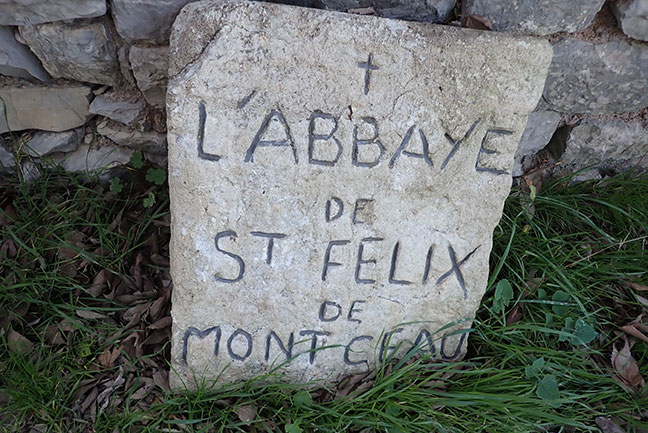 L'ABBAYE
DE
ST FELIX
DE
MONTCEAU